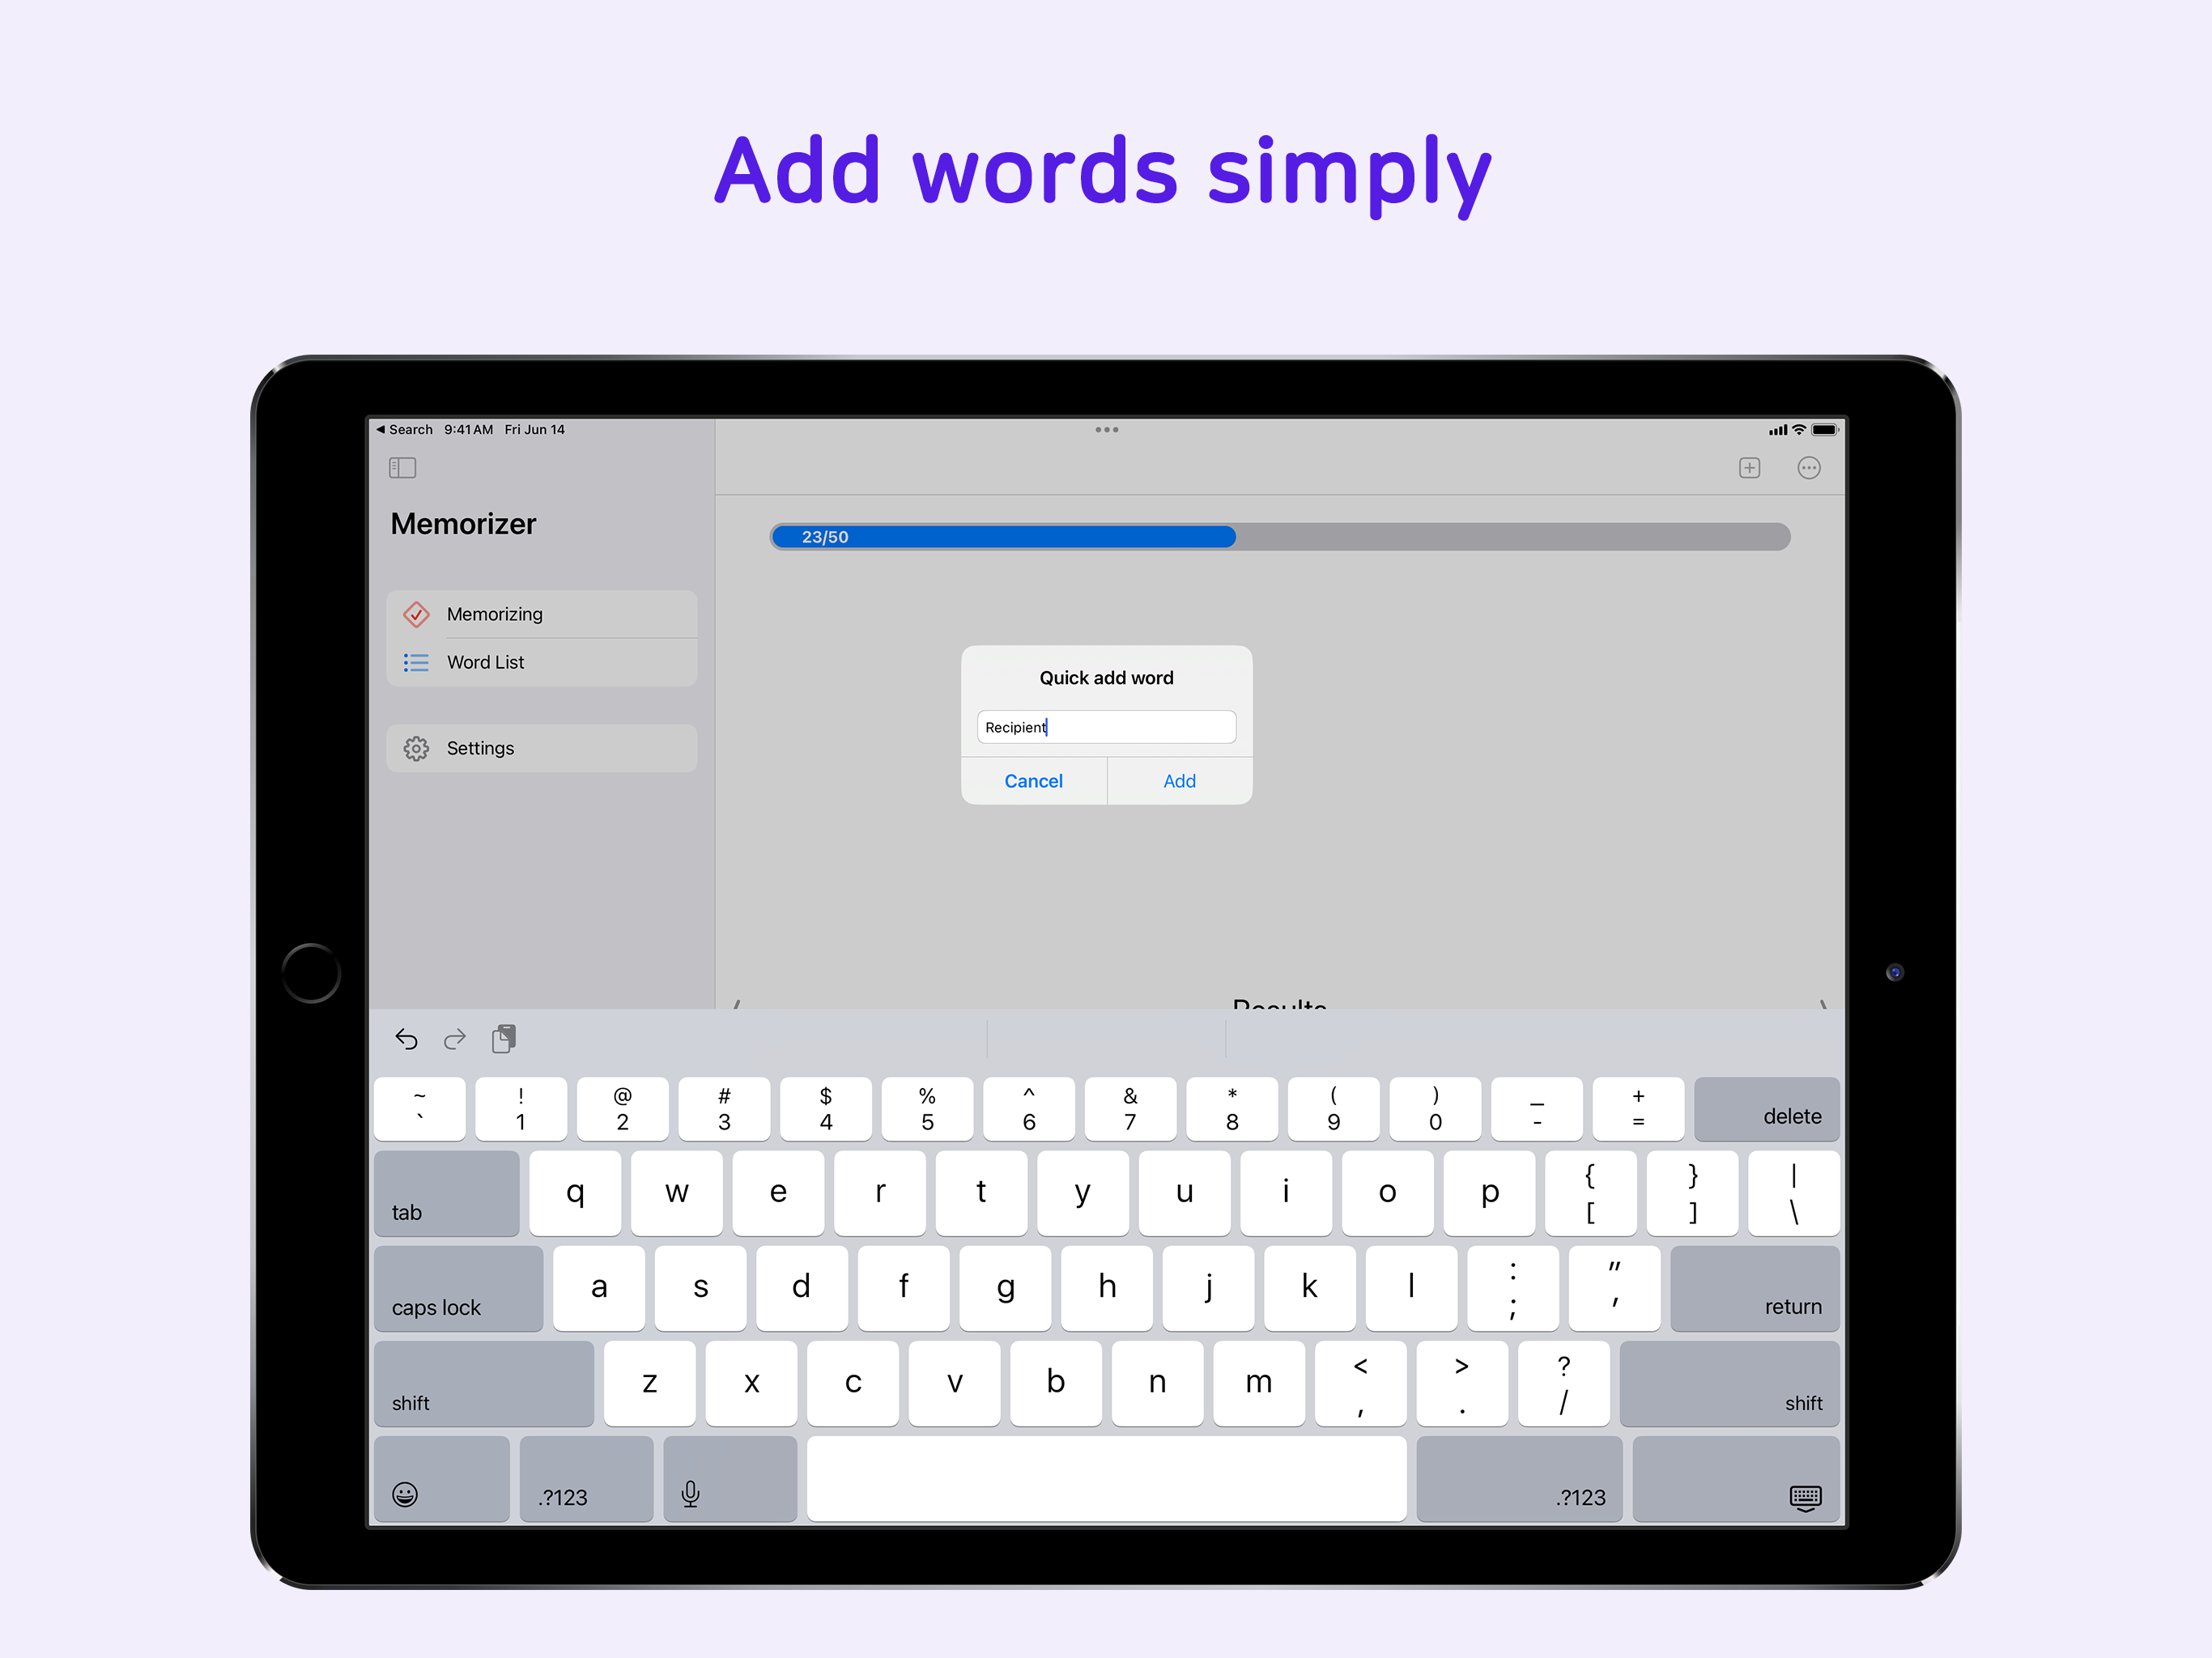 Add words simply
◀ Search 9:41 AM Fri Jun 14
Memorizer
23/50
Memorizing
Word List
Settings
Quick add word
Recipient
Cancel Add
Results
~ ! @ # $ % ^ & * ( ) _ +
` 1 2 3 4 5 6 7 8 9 0 - = delete
tab q w e r t y u i o p { } |
[ ] \
caps lock a s d f g h j k l : "
; ' return
shift z x c v b n m < > ?
, . / shift
.?123 .?123